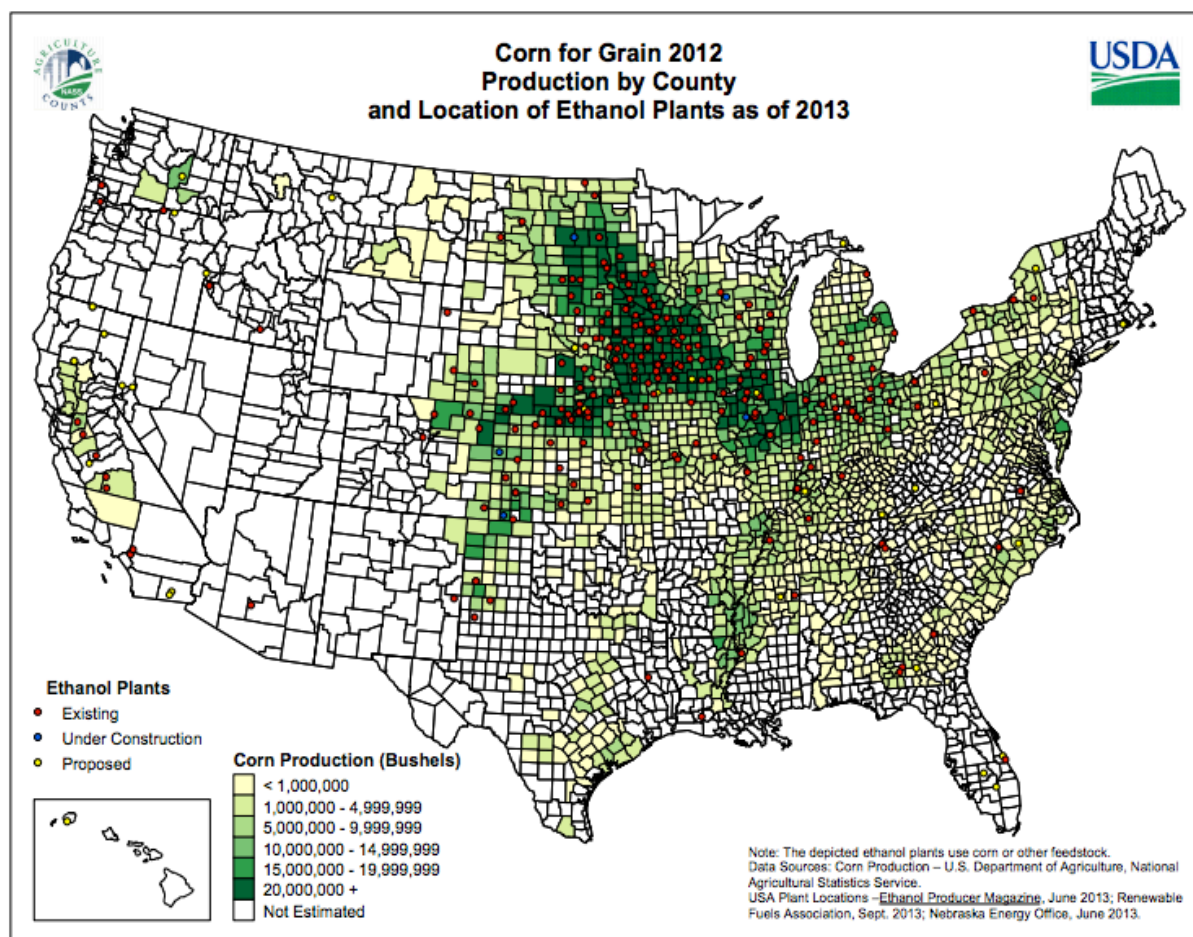 AGRICULTURE
NASS
COUNTS
Corn for Grain 2012
Production by County
and Location of Ethanol Plants as of 2013
USDA
Ethanol Plants
Existing
Under Construction
Proposed
Corn Production (Bushels)
< 1,000,000
1,000,000 - 4,999,999
5,000,000 - 9,999,999
10,000,000 - 14,999,999
15,000,000 - 19,999,999
20,000,000 +
Not Estimated
Note: The depicted ethanol plants use corn or other feedstock.
Data Sources: Corn Production – U.S. Department of Agriculture, National
Agricultural Statistics Service.
USA Plant Locations –Ethanol Producer Magazine, June 2013; Renewable
Fuels Association, Sept. 2013; Nebraska Energy Office, June 2013.